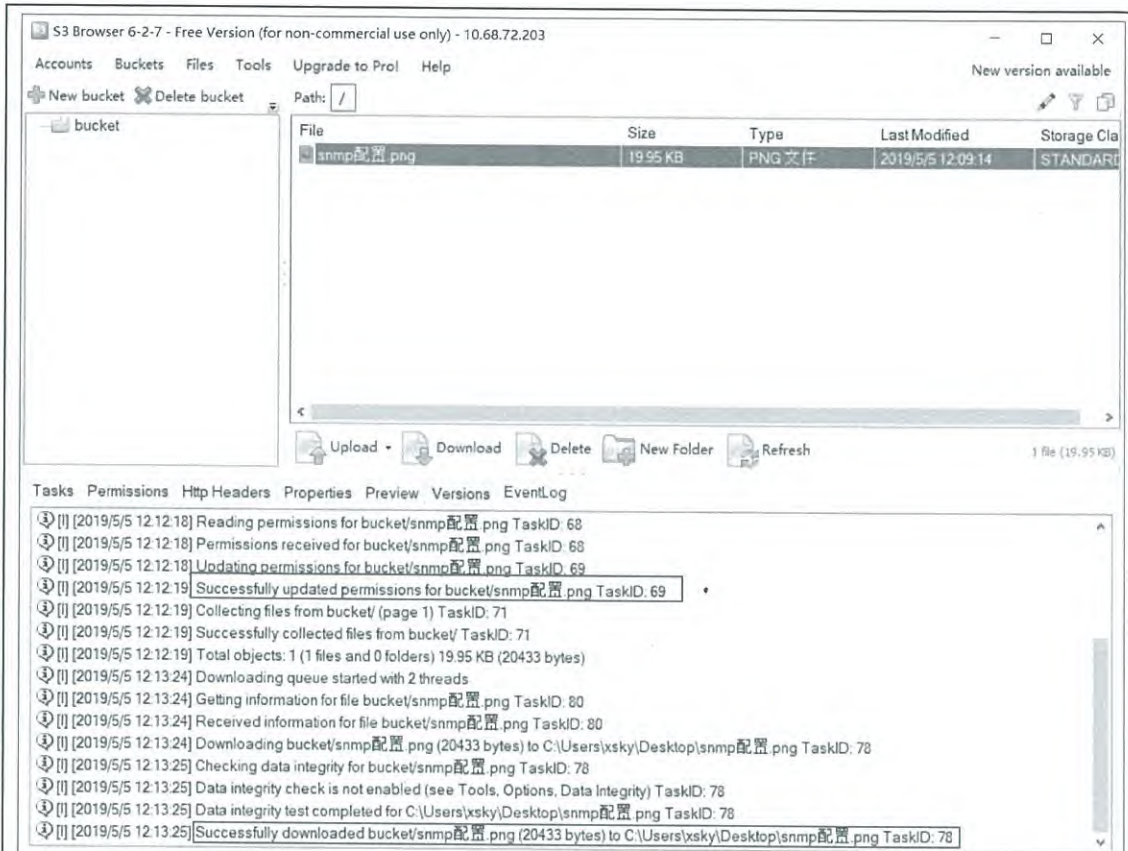 S3 Browser 6-2-7 - Free Version (for non-commercial use only) - 10.68.72.203
Accounts Buckets Files Tools Upgrade to Pro! Help New version available
New bucket Delete bucket Path: /
bucket
File Size Type Last Modified Storage Cla
snmp配置.png 19.95 KB PNG 文件 2019/5/5 12:09:14 STANDARD
Upload Download Delete New Folder Refresh 1 file (19.95 KB)
Tasks Permissions Http Headers Properties Preview Versions EventLog
[I] [2019/5/5 12:12:18] Reading permissions for bucket/snmp配置.png TaskID: 68
[I] [2019/5/5 12:12:18] Permissions received for bucket/snmp配置.png TaskID: 68
[I] [2019/5/5 12:12:18] Updating permissions for bucket/snmp配置.png TaskID: 69
[I] [2019/5/5 12:12:19] Successfully updated permissions for bucket/snmp配置.png TaskID: 69
[I] [2019/5/5 12:12:19] Collecting files from bucket/ (page 1) TaskID: 71
[I] [2019/5/5 12:12:19] Successfully collected files from bucket/ TaskID: 71
[I] [2019/5/5 12:12:19] Total objects: 1 (1 files and 0 folders) 19.95 KB (20433 bytes)
[I] [2019/5/5 12:13:24] Downloading queue started with 2 threads
[I] [2019/5/5 12:13:24] Getting information for file bucket/snmp配置.png TaskID: 80
[I] [2019/5/5 12:13:24] Received information for file bucket/snmp配置.png TaskID: 80
[I] [2019/5/5 12:13:24] Downloading bucket/snmp配置.png (20433 bytes) to C:\Users\xsky\Desktop\snmp配置.png TaskID: 78
[I] [2019/5/5 12:13:25] Checking data integrity for bucket/snmp配置.png TaskID: 78
[I] [2019/5/5 12:13:25] Data integrity check is not enabled (see Tools, Options, Data Integrity) TaskID: 78
[I] [2019/5/5 12:13:25] Data integrity test completed for C:\Users\xsky\Desktop\snmp配置.png TaskID: 78
[I] [2019/5/5 12:13:25] Successfully downloaded bucket/snmp配置.png (20433 bytes) to C:\Users\xsky\Desktop\snmp配置.png TaskID: 78